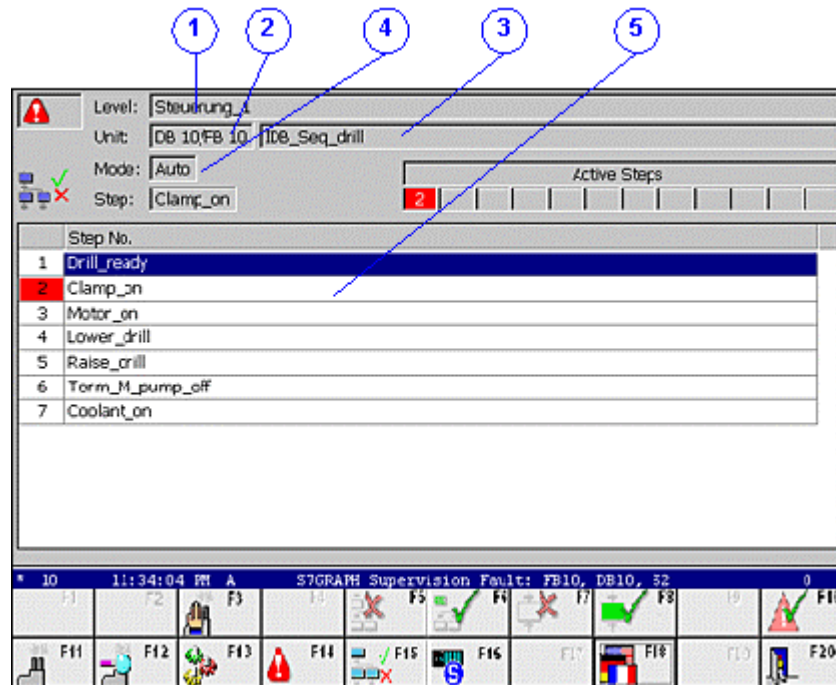 1 2 4 3 5
Level: Steuerung_1
Unit: DB 10/FB 10 IDB_Seq_drill
Mode: Auto
Active Steps
Step: Clamp_on 2
Step No.
1 Drill_ready
2 Clamp_on
3 Motor_on
4 Lower_drill
5 Raise_drill
6 Torm_M_pump_off
7 Coolant_on
* 10 11:34:04 PM A S7GRAPH Supervision Fault: FB10, DB10, S2 0
F1 F2 F3 F4 F5 F6 F7 F8 F9
F11 F12 F13 F14 F15 F16 F17 F18 F19 F20
S